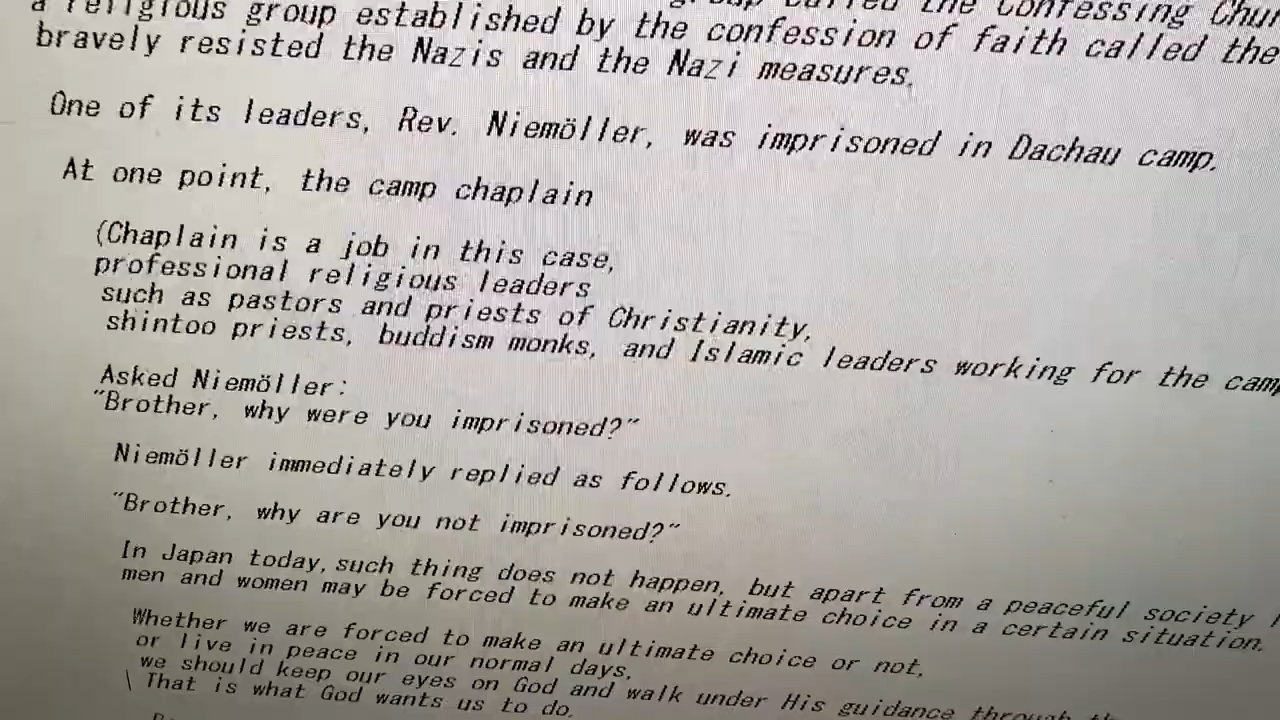 a religious group established by the confession of faith called the
called the Confessing
bravely resisted the Nazis and the Nazi measures.
One of its leaders, Rev. Niemöller, was imprisoned in Dachau camp.
At one point, the camp chaplain
(Chaplain is a job in this case,
professional religious leaders
such as pastors and priests of Christianity,
shintoo priests, buddism monks, and Islamic leaders working for the
Asked Niemöller:
"Brother, why were you imprisoned?"
Niemöller immediately replied as follows.
"Brother, why are you not imprisoned?"
In Japan today, such thing does not happen, but apart from a peaceful society
men and women may be forced to make an ultimate choice in a certain situation.
Whether we are forced to make an ultimate choice or not,
or live in peace in our normal days,
we should keep our eyes on God and walk under His guidance through
\ That is what God wants us to do.